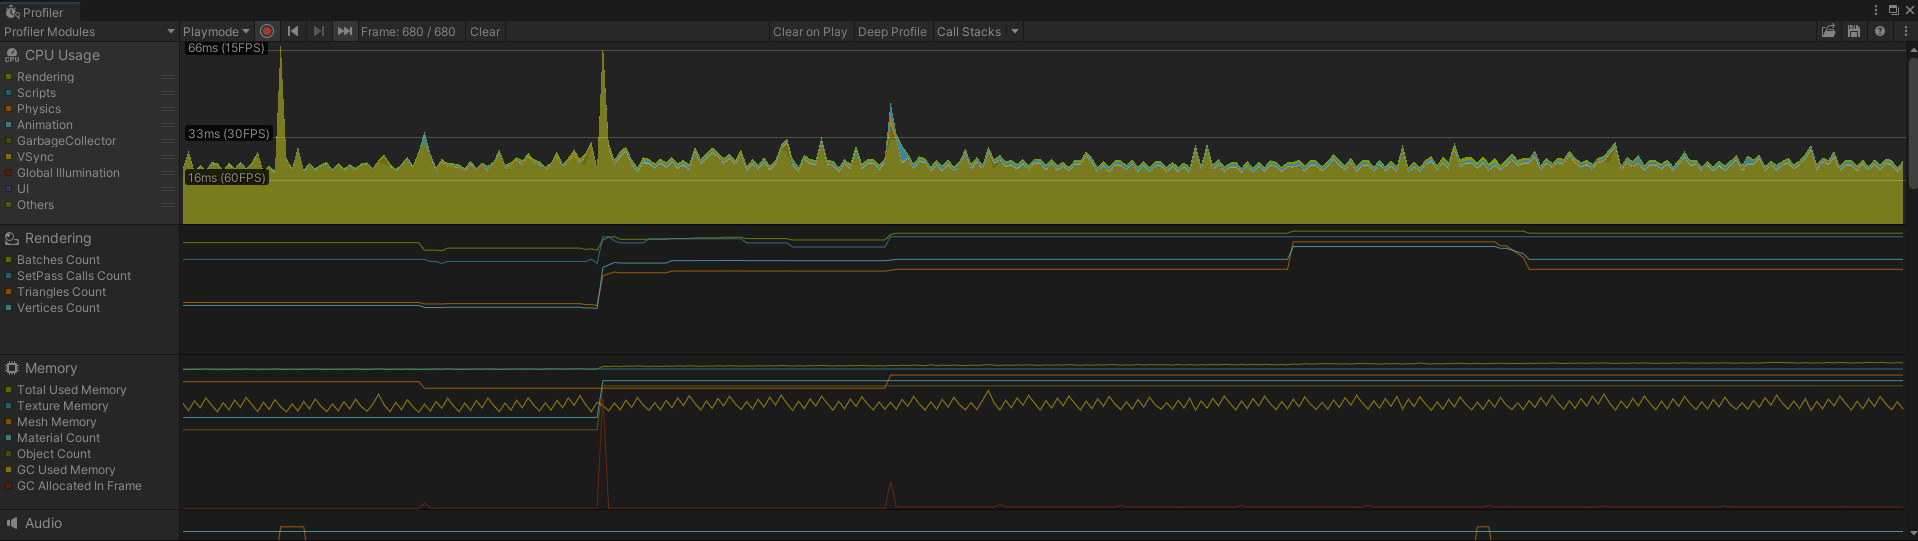 Profiler
Profiler Modules
Playmode
Frame: 680 / 680
Clear
Clear on Play
Deep Profile
Call Stacks
CPU Usage
Rendering
Scripts
Physics
Animation
GarbageCollector
VSync
Global Illumination
UI
Others
66ms (15FPS)
33ms (30FPS)
16ms (60FPS)
Rendering
Batches Count
SetPass Calls Count
Triangles Count
Vertices Count
Memory
Total Used Memory
Texture Memory
Mesh Memory
Material Count
Object Count
GC Used Memory
GC Allocated In Frame
Audio